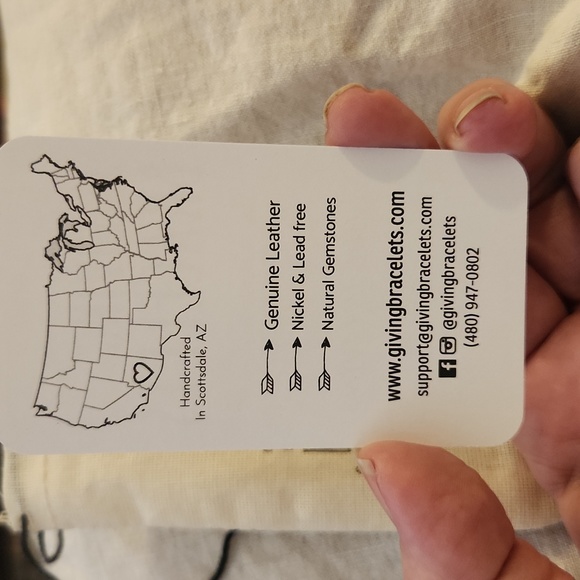 Handcrafted
In Scottsdale, AZ
Genuine Leather
Nickel & Lead free
Natural Gemstones
www.givingbracelets.com
support@givingbracelets.com
@givingbracelets
(480) 947-0802